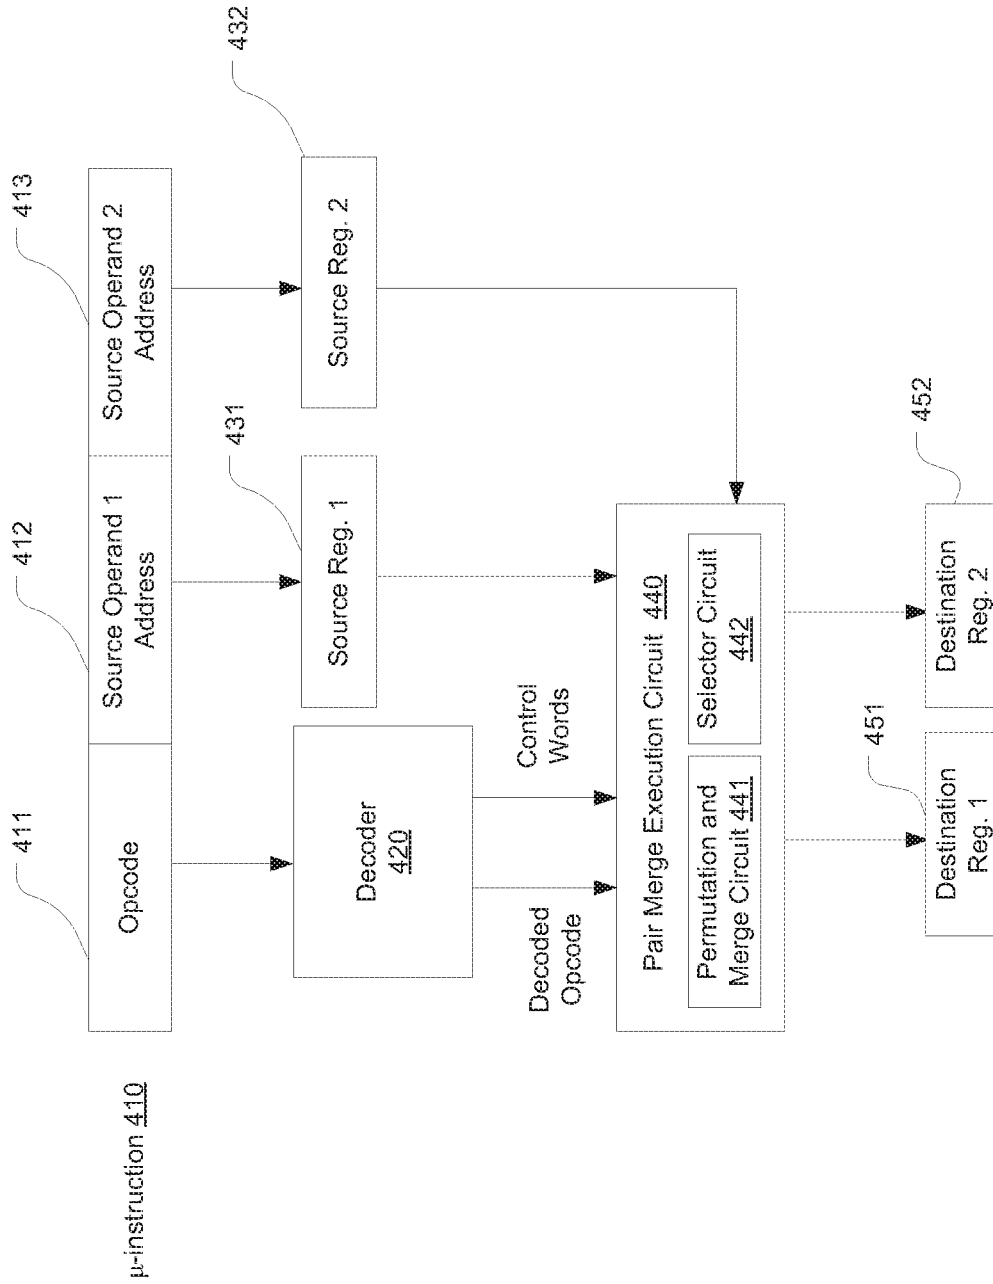 μ-instruction 410
411
412
413
Opcode
Source Operand 1
Address
Source Operand 2
Address
431
432
Decoder
420
Source Reg. 1
Source Reg. 2
Decoded
Opcode
Control
Words
Pair Merge Execution Circuit 440
Permutation and
Merge Circuit 441
Selector Circuit
442
451
452
Destination
Reg. 1
Destination
Reg. 2